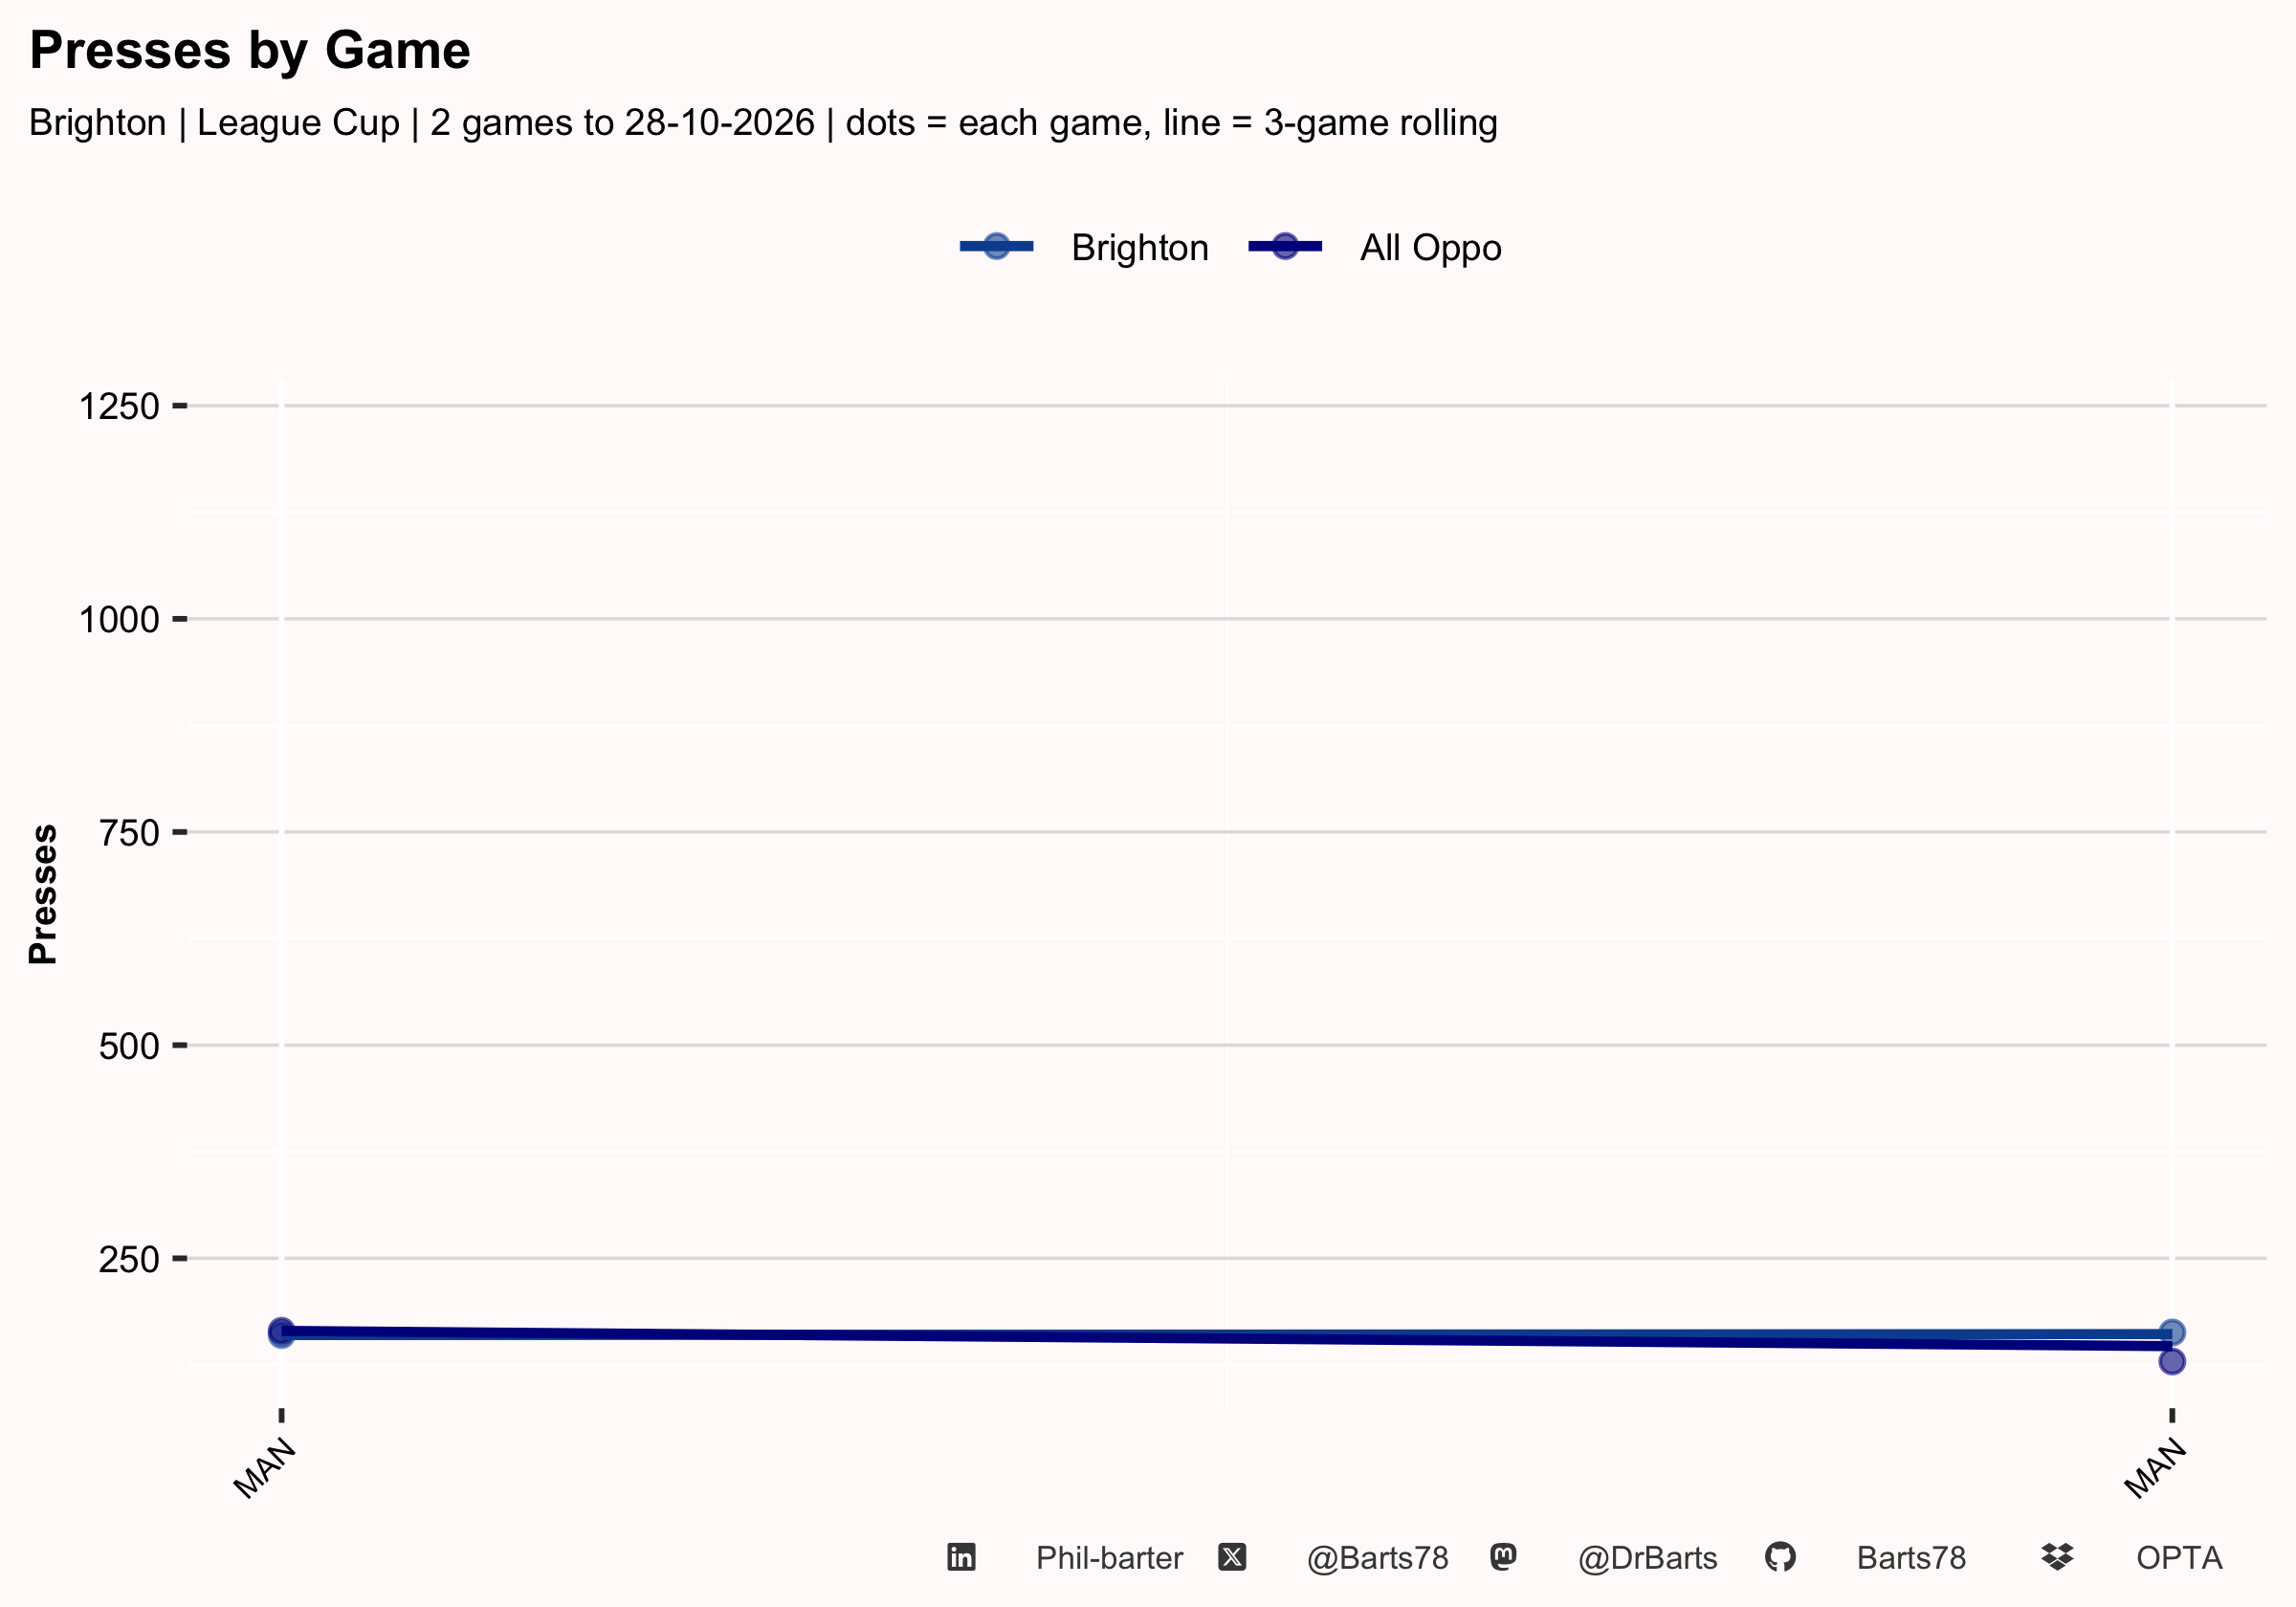 Presses by Game
Brighton | League Cup | 2 games to 28-10-2026 | dots = each game, line = 3-game rolling
Brighton
All Oppo
1250
1000
750
500
250
Presses
MAN
MAN
Phil-barter
@Barts78
@DrBarts
Barts78
OPTA